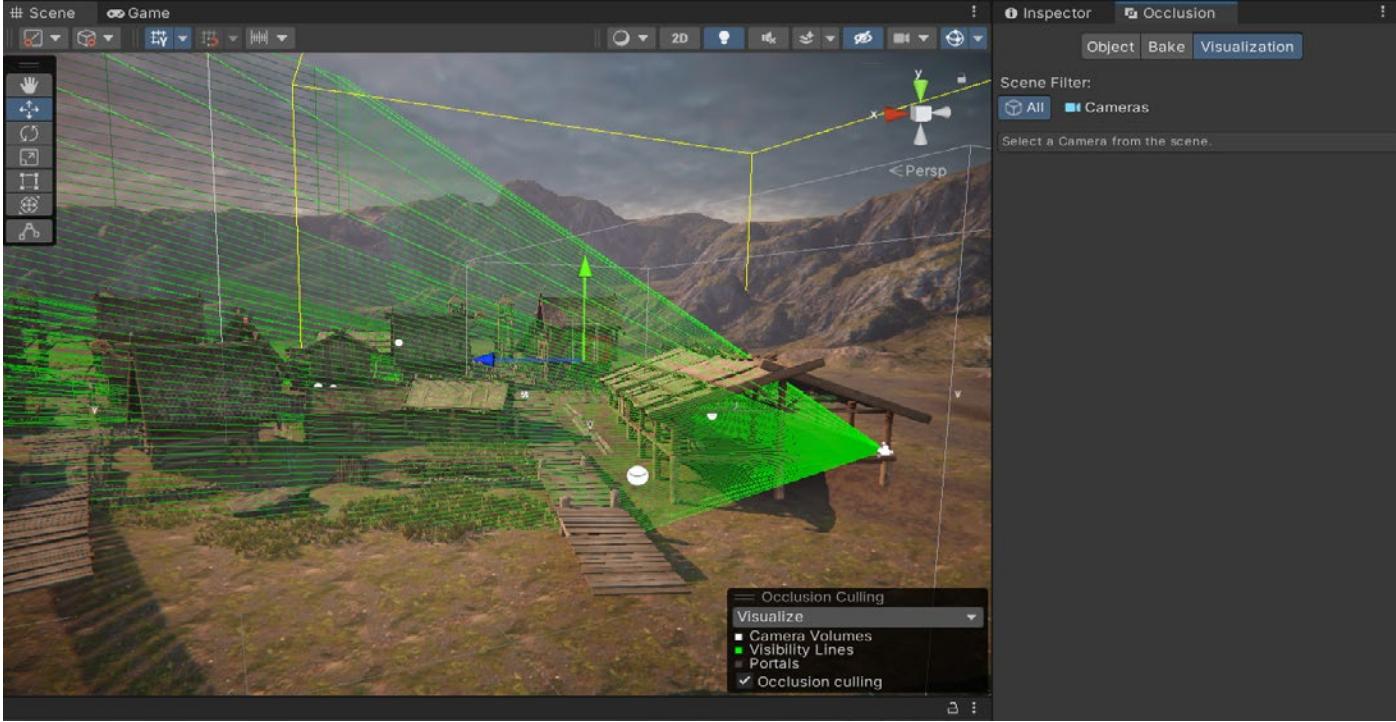 Scene
Game
Inspector
Occlusion
2D
Object
Bake
Visualization
Scene Filter:
All
Cameras
Select a Camera from the scene.
y
x
Persp
Occlusion Culling
Visualize
Camera Volumes
Visibility Lines
Portals
Occlusion culling